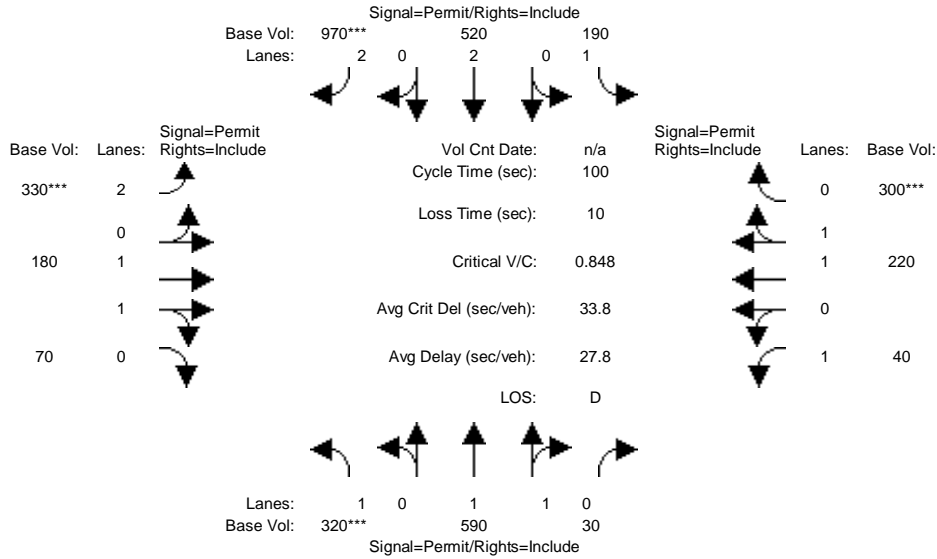 Signal=Permit/Rights=Include
Base Vol: 970*** 520 190
Lanes: 2 0 2 0 1
Signal=Permit
Base Vol: Lanes: Rights=Include
330*** 2
0
180 1
1
70 0
Vol Cnt Date: n/a
Cycle Time (sec): 100
Loss Time (sec): 10
Critical V/C: 0.848
Avg Crit Del (sec/veh): 33.8
Avg Delay (sec/veh): 27.8
LOS: D
Signal=Permit
Rights=Include Lanes: Base Vol:
0 300***
1
1 220
0
1 40
Lanes: 1 0 1 1 0
Base Vol: 320*** 590 30
Signal=Permit/Rights=Include